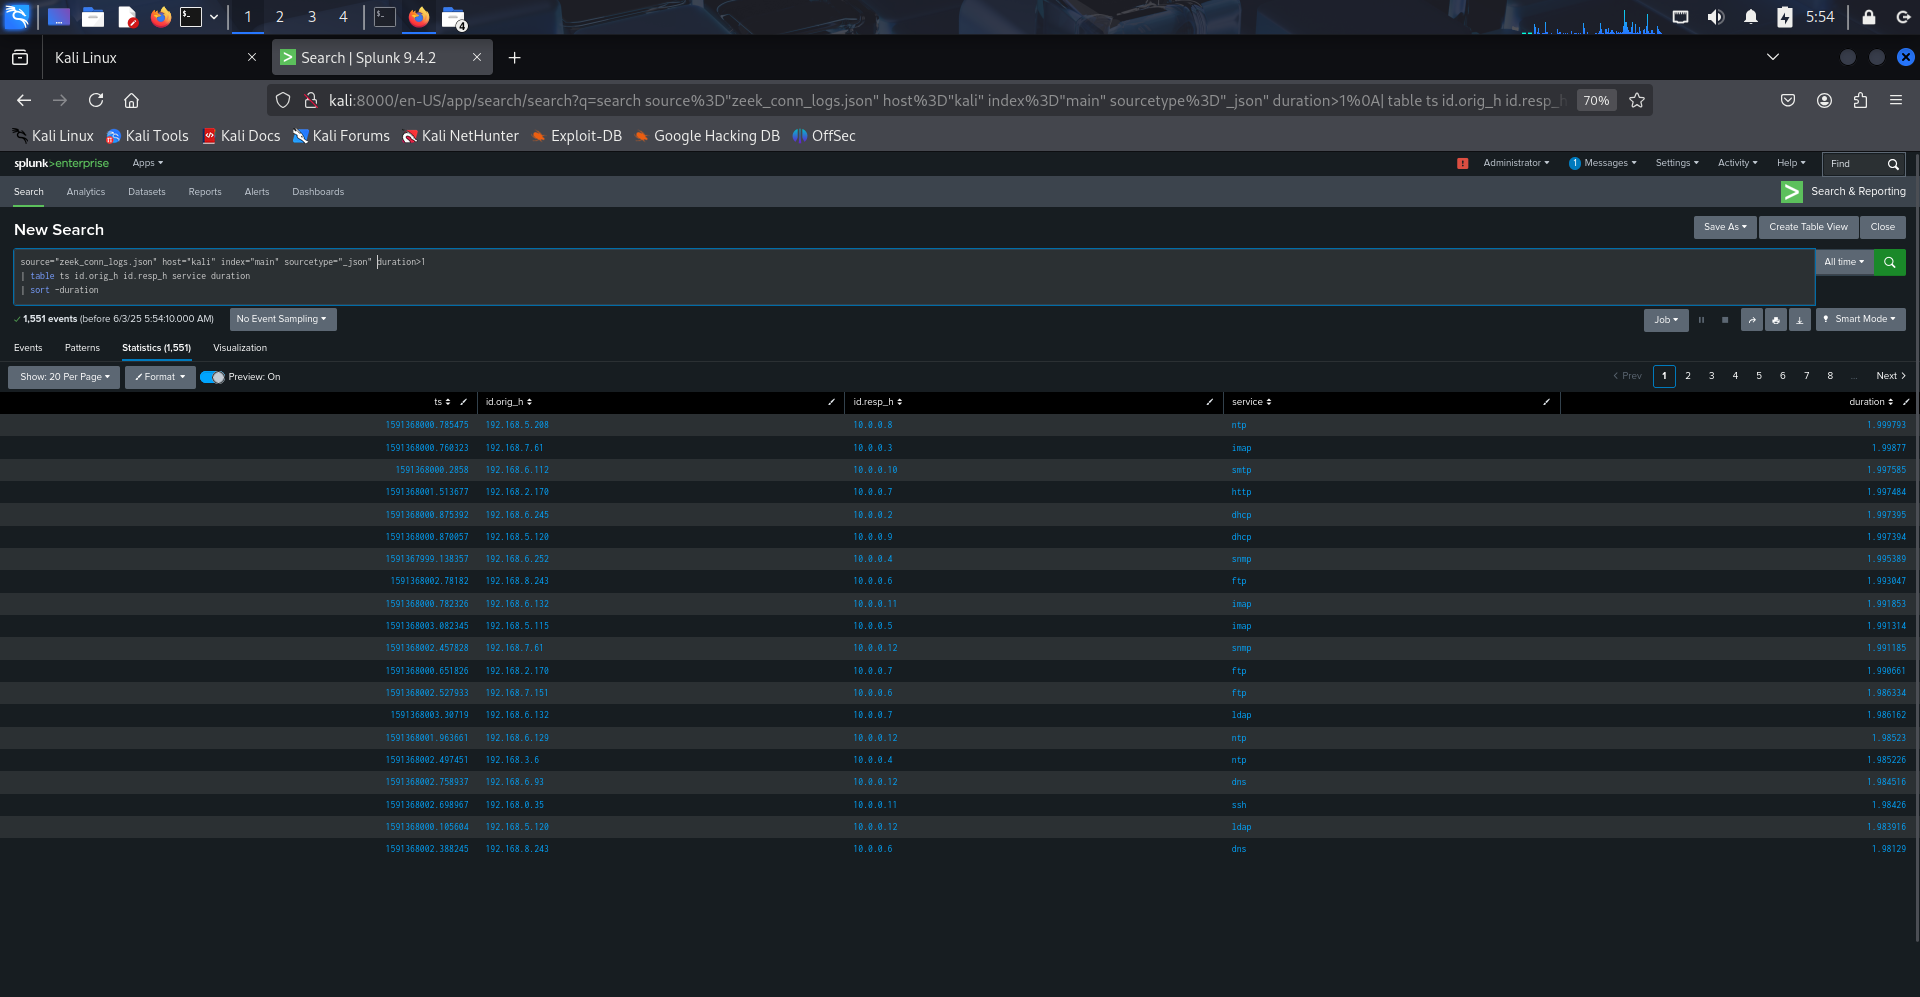 1 2 3 4 4 5:54
Kali Linux
Search | Splunk 9.4.2
kali:8000/en-US/app/search/search?q=search source%3D"zeek_conn_logs.json" host%3D"kali" index%3D"main" sourcetype%3D"_json" duration>1%0A| table ts id.orig_h id.resp_h
70%
Kali Linux Kali Tools Kali Docs Kali Forums Kali NetHunter Exploit-DB Google Hacking DB OffSec
splunk>enterprise Apps Administrator 1 Messages Settings Activity Help Find
Search Analytics Datasets Reports Alerts Dashboards Search & Reporting
New Search Save As Create Table View Close
source="zeek_conn_logs.json" host="kali" index="main" sourcetype="_json" duration>1 All time
| table ts id.orig_h id.resp_h service duration
| sort -duration
✓ 1,551 events (before 6/3/25 5:54:10.000 AM) No Event Sampling Job Smart Mode
Events Patterns Statistics (1,551) Visualization
Show: 20 Per Page Format Preview: On < Prev 1 2 3 4 5 6 7 8 ... Next >
ts id.orig_h id.resp_h service duration
1591368000.785475 192.168.5.208 10.0.0.8 ntp 1.999793
1591368000.760323 192.168.7.61 10.0.0.3 imap 1.99877
1591368000.2858 192.168.6.112 10.0.0.10 smtp 1.997585
1591368001.513677 192.168.2.170 10.0.0.7 http 1.997484
1591368000.875392 192.168.6.245 10.0.0.2 dhcp 1.997395
1591368000.870057 192.168.5.120 10.0.0.9 dhcp 1.997394
1591367999.138357 192.168.6.252 10.0.0.4 snmp 1.995389
1591368002.78182 192.168.8.243 10.0.0.6 ftp 1.993047
1591368000.782326 192.168.6.132 10.0.0.11 imap 1.991853
1591368003.082345 192.168.5.115 10.0.0.5 imap 1.991314
1591368002.457828 192.168.7.61 10.0.0.12 snmp 1.991185
1591368000.651826 192.168.2.170 10.0.0.7 ftp 1.990661
1591368002.527933 192.168.7.151 10.0.0.6 ftp 1.986334
1591368003.30719 192.168.6.132 10.0.0.7 ldap 1.986162
1591368001.963661 192.168.6.129 10.0.0.12 ntp 1.98523
1591368002.497451 192.168.3.6 10.0.0.4 ntp 1.985226
1591368002.758937 192.168.6.93 10.0.0.12 dns 1.984516
1591368002.698967 192.168.0.35 10.0.0.11 ssh 1.98426
1591368000.105604 192.168.5.120 10.0.0.12 ldap 1.983916
1591368002.388245 192.168.8.243 10.0.0.6 dns 1.98129